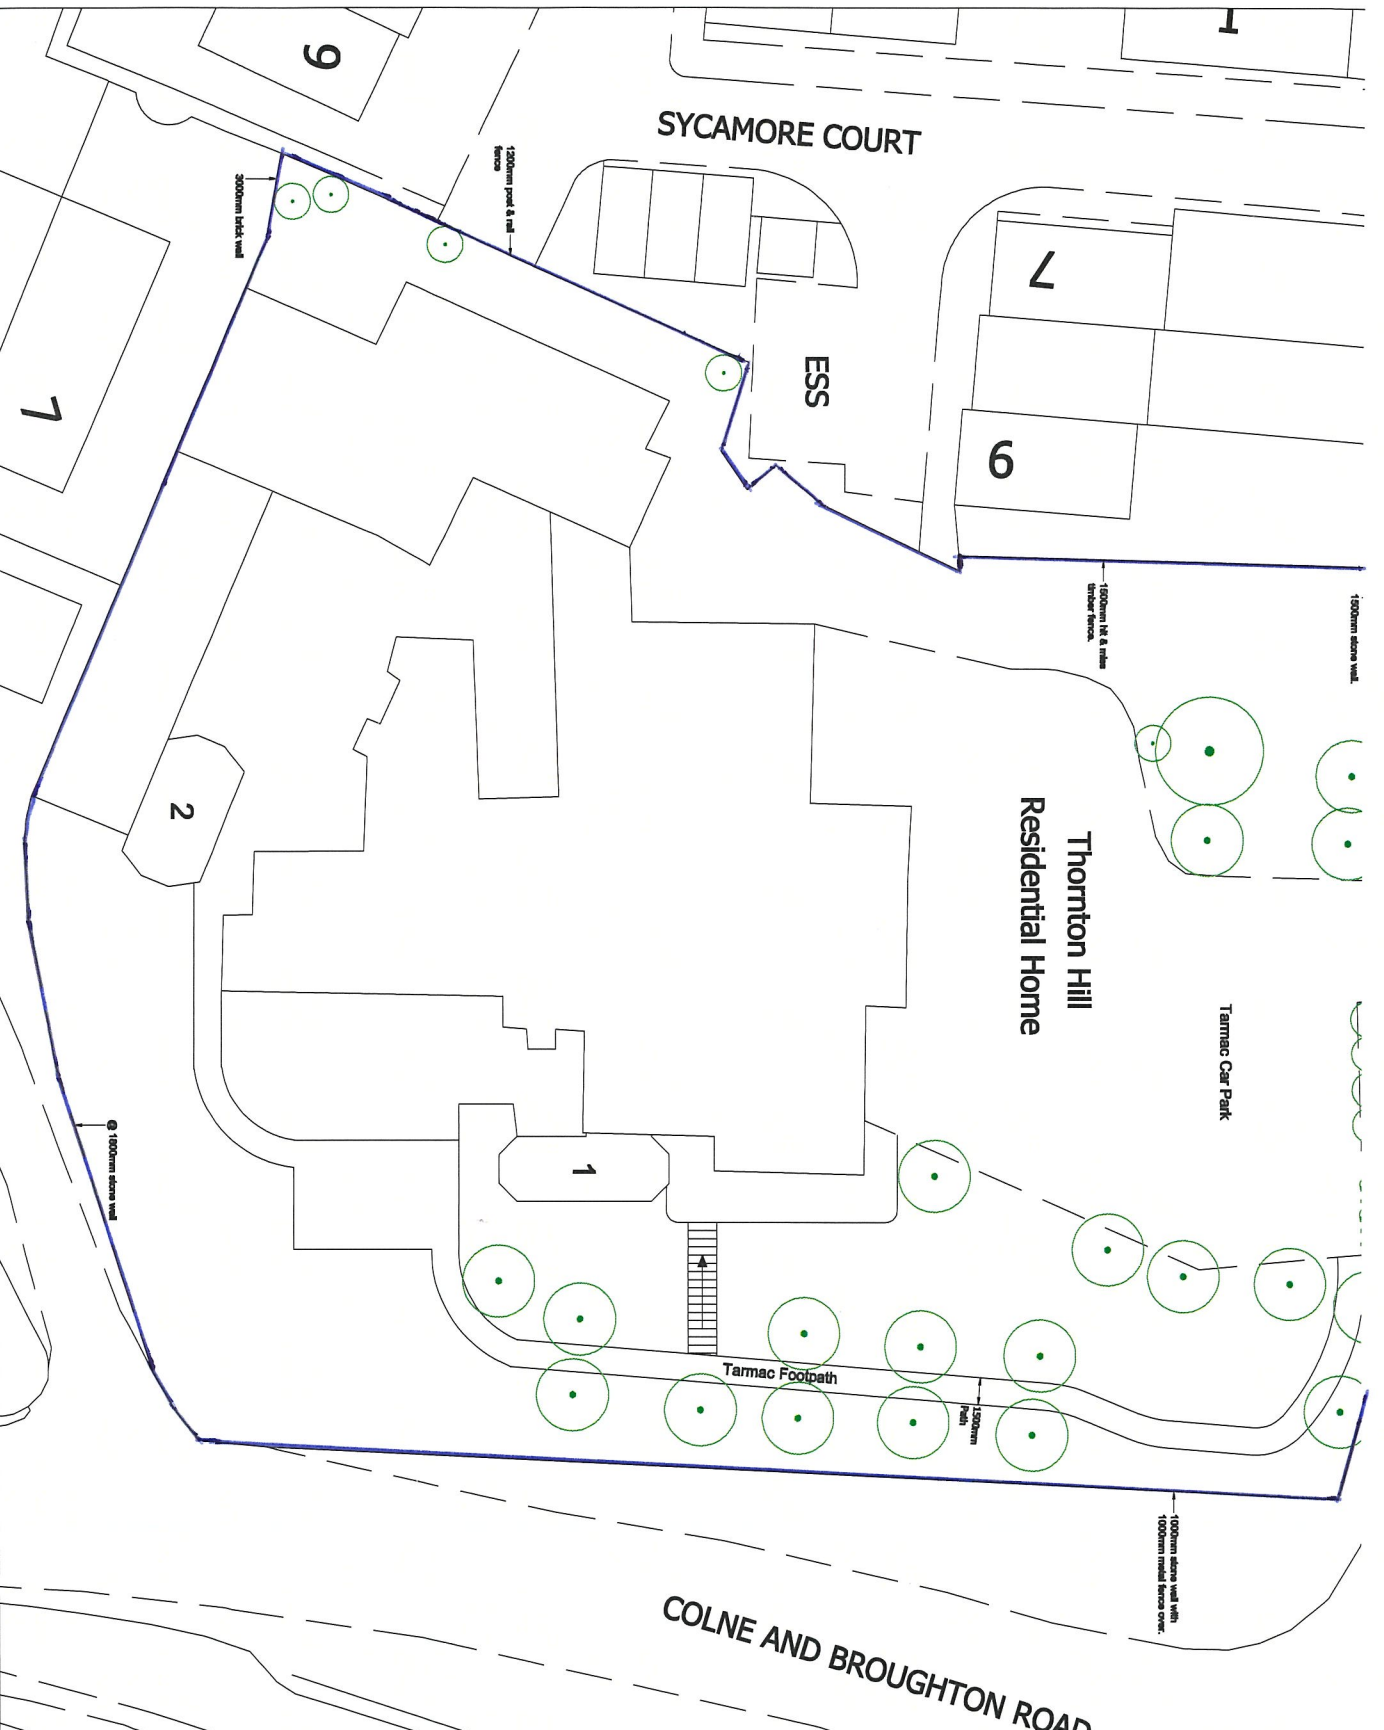 1
SYCAMORE COURT
1200mm post & rail
fence
3000mm brick wall
7
ESS
7
9
1500mm hit & miss
timber fence.
1500mm stone wall.
2
Thornton Hill
Residential Home
Tarmac Car Park
@ 1800mm stone wall
1
Tarmac Footpath
1500mm
Path
1000mm stone wall with
1000mm metal fence over.
COLNE AND BROUGHTON ROAD